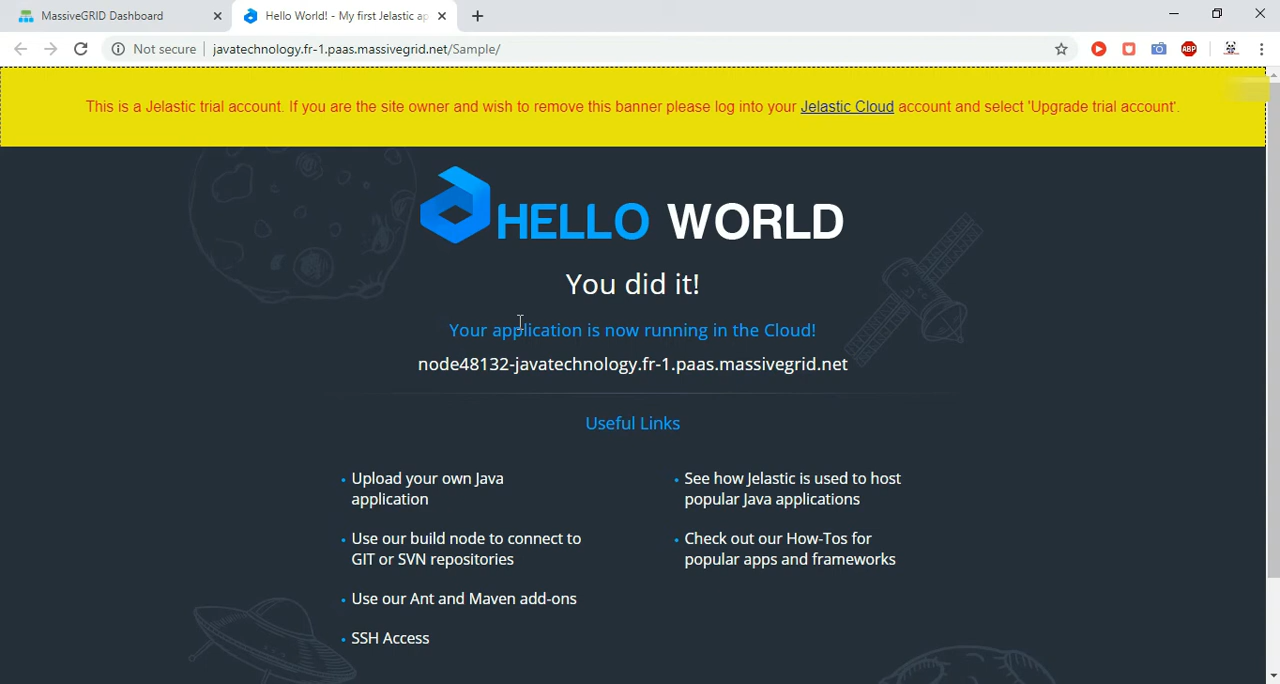 MassiveGRID Dashboard
Hello World! - My first Jelastic ap
Not secure
javatechnology.fr-1.paas.massivegrid.net/Sample/
ABP
This is a Jelastic trial account. If you are the site owner and wish to remove this banner please log into your Jelastic Cloud account and select 'Upgrade trial account'.
HELLO WORLD
You did it!
Your application is now running in the Cloud!
node48132-javatechnology.fr-1.paas.massivegrid.net
Useful Links
Upload your own Java
application
Use our build node to connect to
GIT or SVN repositories
Use our Ant and Maven add-ons
SSH Access
See how Jelastic is used to host
popular Java applications
Check out our How-Tos for
popular apps and frameworks